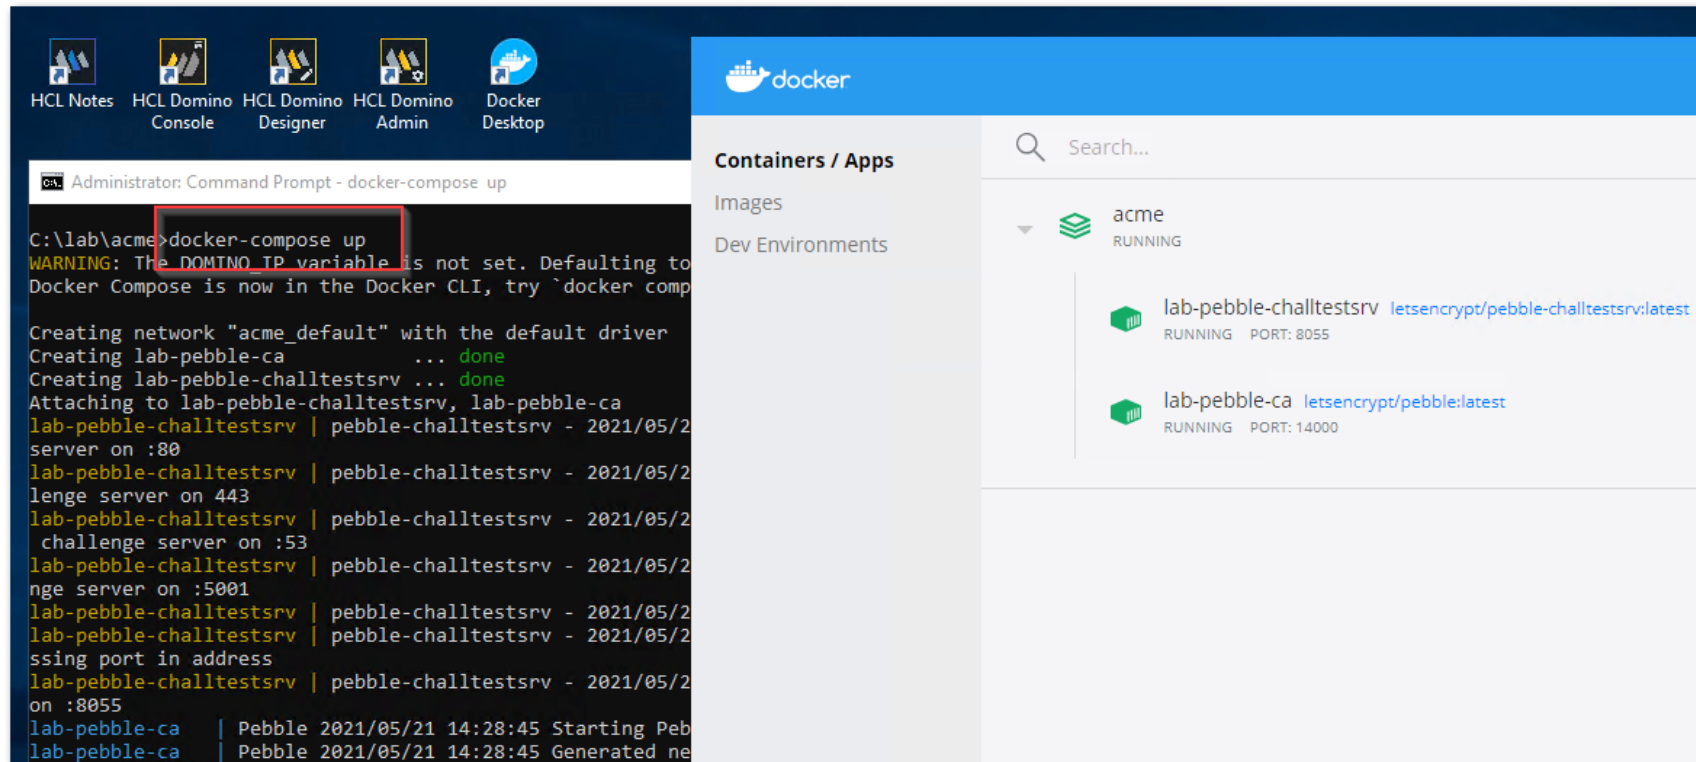 HCL Notes
HCL Domino Console
HCL Domino Designer
HCL Domino Admin
Docker Desktop
Administrator: Command Prompt - docker-compose up
C:\lab\acme>docker-compose up
WARNING: The DOMINO_IP variable is not set. Defaulting to
Docker Compose is now in the Docker CLI, try `docker comp
Creating network "acme_default" with the default driver
Creating lab-pebble-ca ... done
Creating lab-pebble-challtestsrv ... done
Attaching to lab-pebble-challtestsrv, lab-pebble-ca
lab-pebble-challtestsrv | pebble-challtestsrv - 2021/05/2
server on :80
lab-pebble-challtestsrv | pebble-challtestsrv - 2021/05/2
lenge server on 443
lab-pebble-challtestsrv | pebble-challtestsrv - 2021/05/2
challenge server on :53
lab-pebble-challtestsrv | pebble-challtestsrv - 2021/05/2
nge server on :5001
lab-pebble-challtestsrv | pebble-challtestsrv - 2021/05/2
lab-pebble-challtestsrv | pebble-challtestsrv - 2021/05/2
ssing port in address
lab-pebble-challtestsrv | pebble-challtestsrv - 2021/05/2
on :8055
lab-pebble-ca | Pebble 2021/05/21 14:28:45 Starting Peb
lab-pebble-ca | Pebble 2021/05/21 14:28:45 Generated ne
docker
Containers / Apps
Images
Dev Environments
Search...
acme
RUNNING
lab-pebble-challtestsrv letsencrypt/pebble-challtestsrv:latest
RUNNING PORT: 8055
lab-pebble-ca letsencrypt/pebble:latest
RUNNING PORT: 14000